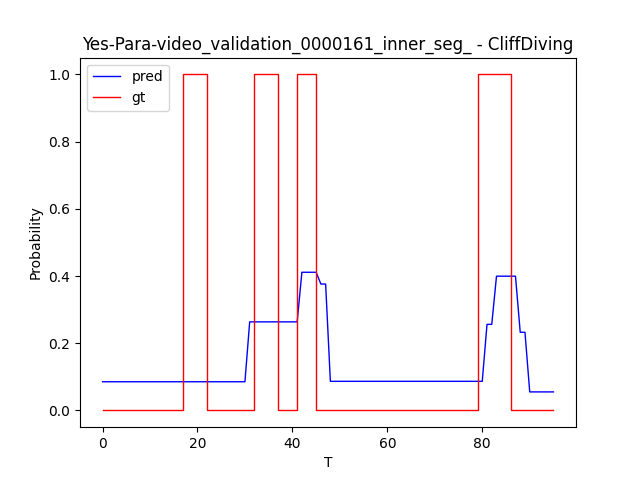 Yes-Para-video_validation_0000161_inner_seg_ - CliffDiving
pred
gt
1.0
0.8
0.6
0.4
0.2
0.0
Probability
0
20
40
60
80
T